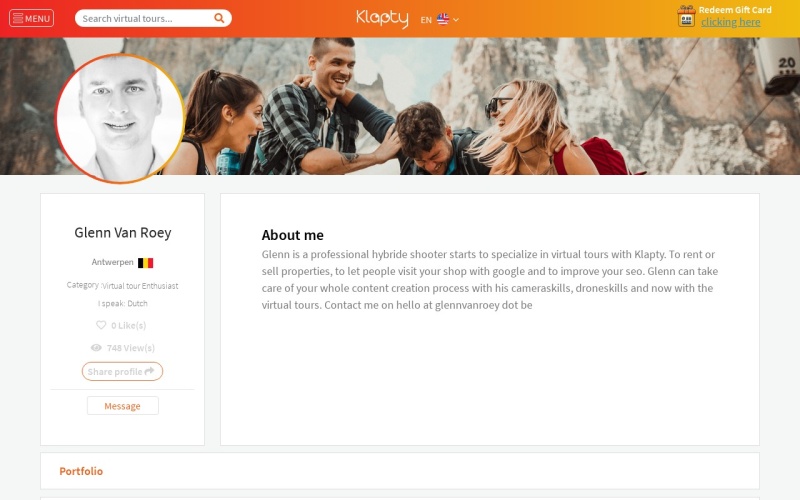 MENU
Search virtual tours...
Klapty
EN
Redeem Gift Card
clicking here
20
Glenn Van Roey
Antwerpen
Category :Virtual tour Enthusiast
I speak: Dutch
0 Like(s)
748 View(s)
Share profile
Message
About me
Glenn is a professional hybride shooter starts to specialize in virtual tours with Klapty. To rent or
sell properties, to let people visit your shop with google and to improve your seo. Glenn can take
care of your whole content creation process with his cameraskills, droneskills and now with the
virtual tours. Contact me on hello at glennvanroey dot be
Portfolio